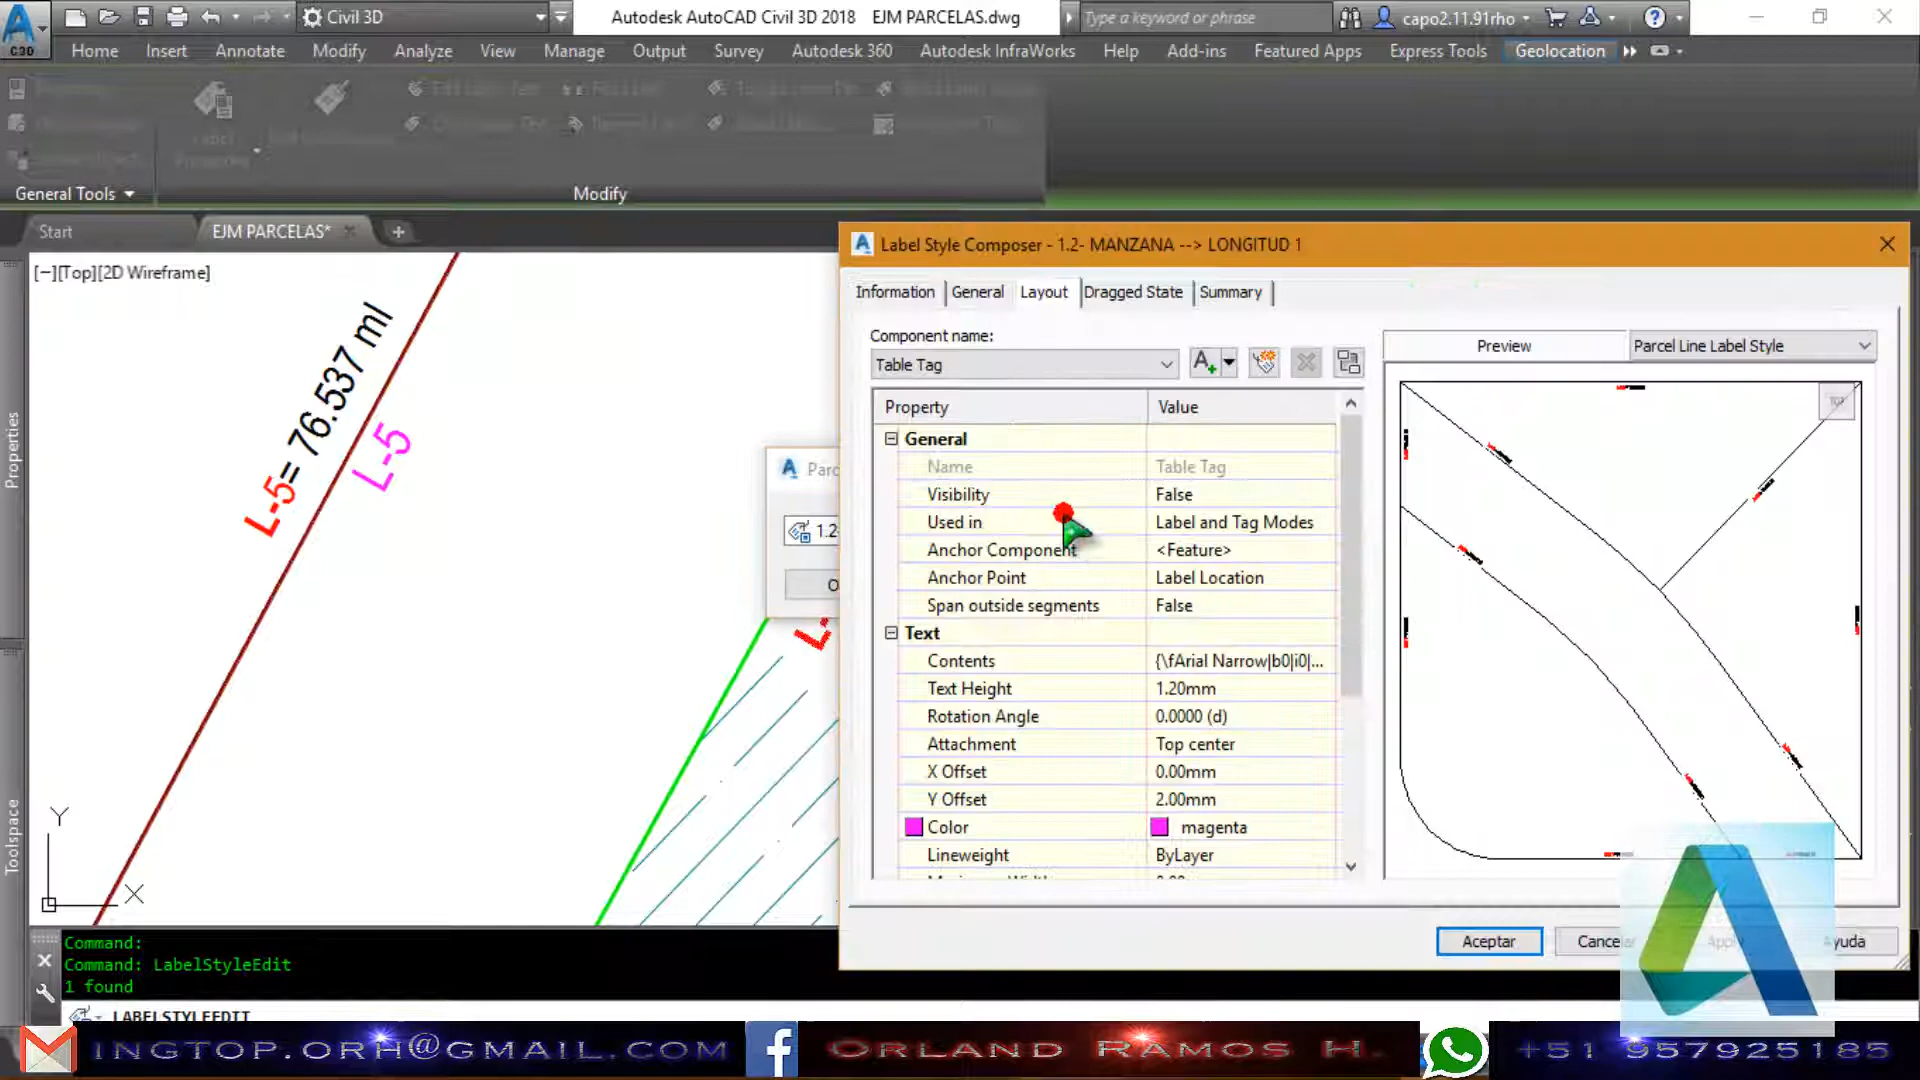 C3D
Civil 3D
Autodesk AutoCAD Civil 3D 2018 EJM PARCELAS.dwg
Type a keyword or phrase
capo2.11.91rho
Home Insert Annotate Modify Analyze View Manage Output Survey Autodesk 360 Autodesk InfraWorks Help Add-ins Featured Apps Express Tools Geolocation
General Tools
Modify
Start
EJM PARCELAS*
[−][Top][2D Wireframe]
Properties
Toolspace
L-5= 76.537 ml
L-5
Y
X
Parc
1.2-
O
L-
Label Style Composer - 1.2- MANZANA --> LONGITUD 1
Information General Layout Dragged State Summary
Component name:
Table Tag
Preview
Parcel Line Label Style
Property Value
General
Name Table Tag
Visibility False
Used in Label and Tag Modes
Anchor Component <Feature>
Anchor Point Label Location
Span outside segments False
Text
Contents {\fArial Narrow|b0|i0|...
Text Height 1.20mm
Rotation Angle 0.0000 (d)
Attachment Top center
X Offset 0.00mm
Y Offset 2.00mm
Color magenta
Lineweight ByLayer
Aceptar
Cancelar
Ayuda
Command:
Command: LabelStyleEdit
1 found
LABELSTYLEEDIT
INGTOP.ORH@GMAIL.COM
ORLAND RAMOS H.
+51 957925185